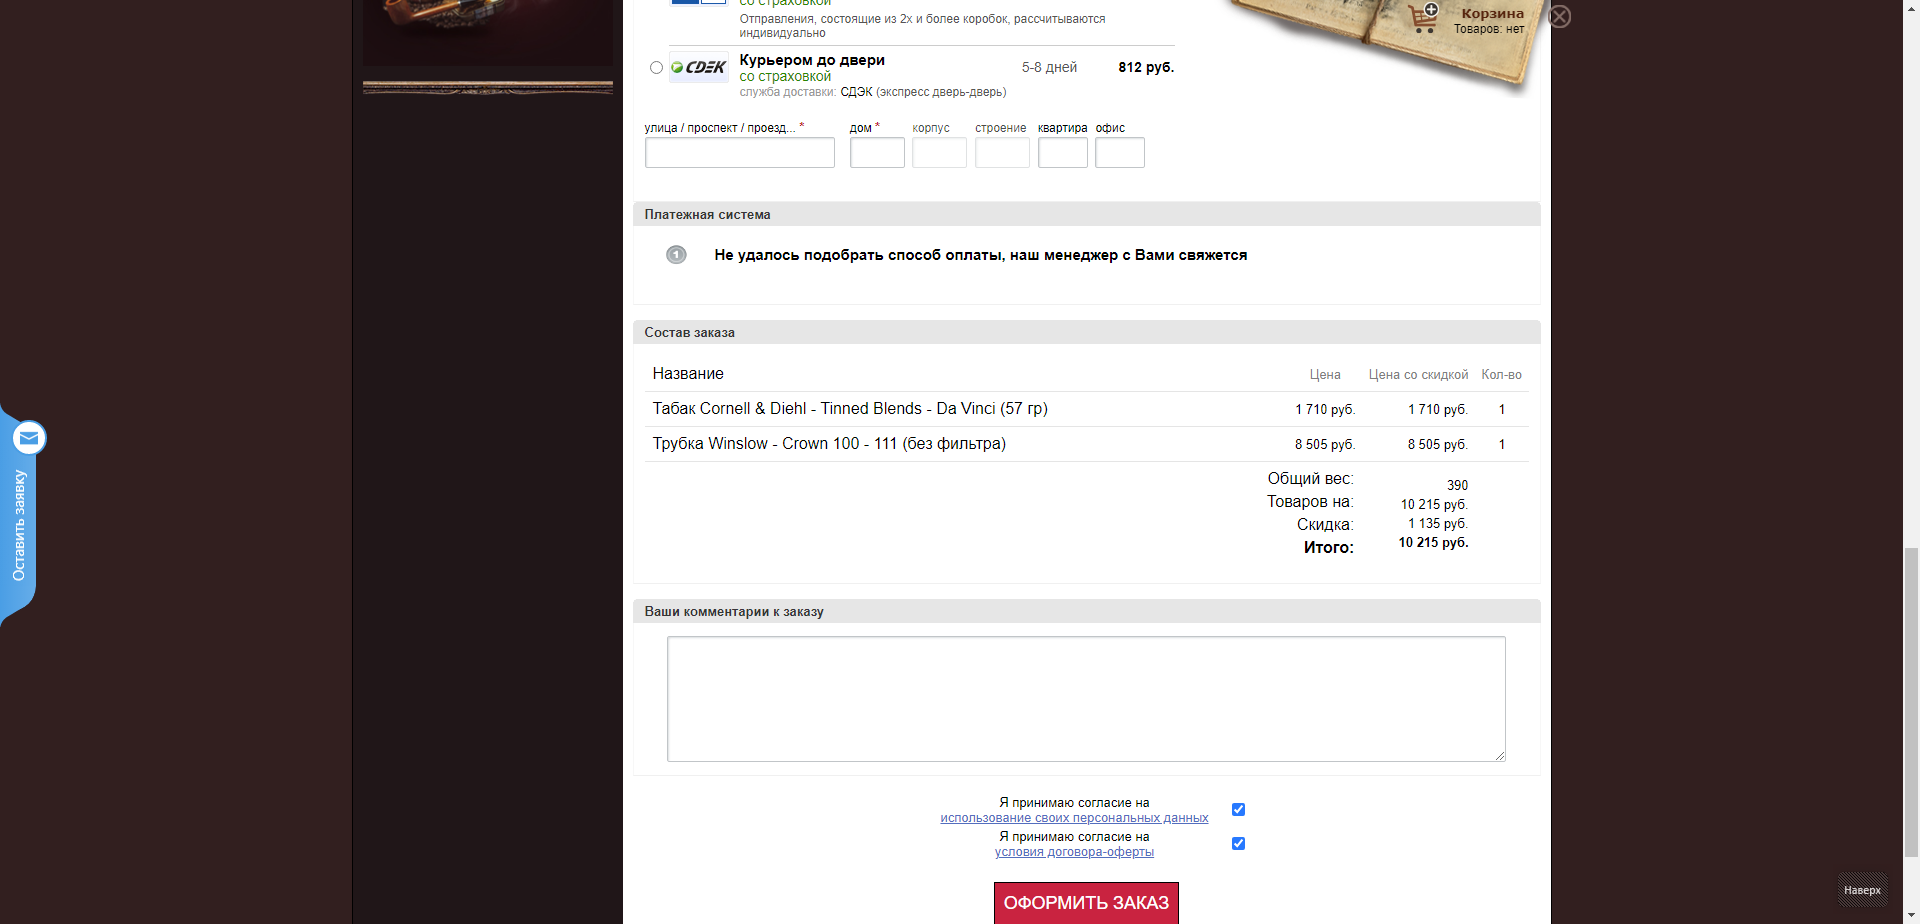 со страховкой
Отправления, состоящие из 2х и более коробок, рассчитываются
индивидуально
Корзина
Товаров: нет
CDEK
Курьером до двери
5-8 дней
812 руб.
со страховкой
служба доставки: СДЭК (экспресс дверь-дверь)
улица / проспект / проезд... *
дом *
корпус
строение
квартира
офис
Платежная система
1
Не удалось подобрать способ оплаты, наш менеджер с Вами свяжется
Состав заказа
Название
Цена
Цена со скидкой
Кол-во
Табак Cornell & Diehl - Tinned Blends - Da Vinci (57 гр)
1 710 руб.
1 710 руб.
1
Трубка Winslow - Crown 100 - 111 (без фильтра)
8 505 руб.
8 505 руб.
1
Общий вес:
390
Товаров на:
10 215 руб.
Скидка:
1 135 руб.
Итого:
10 215 руб.
Оставить заявку
Ваши комментарии к заказу
Я принимаю согласие на
использование своих персональных данных
Я принимаю согласие на
условия договора-оферты
ОФОРМИТЬ ЗАКАЗ
Наверх